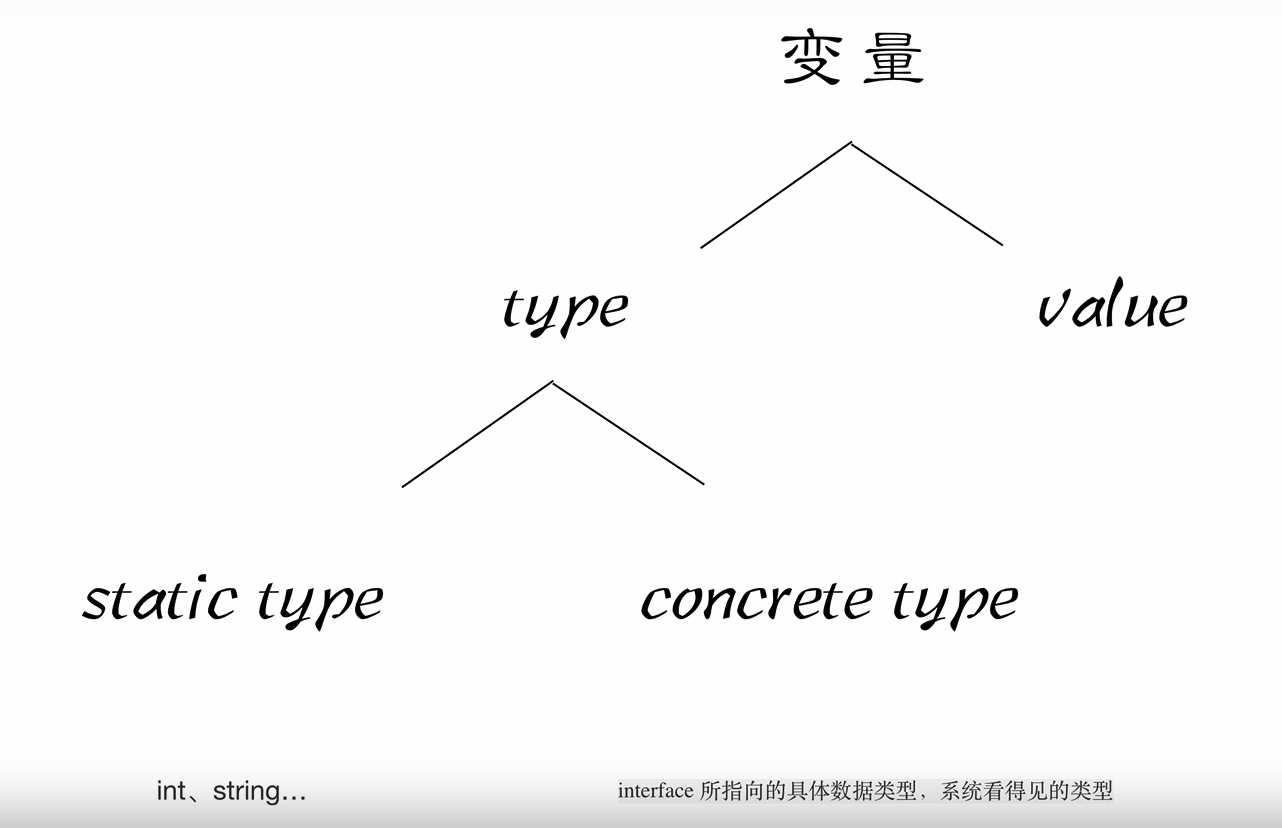 变量
type
value
static type
concrete type
int、string...
interface 所指向的具体数据类型，系统看得见的类型